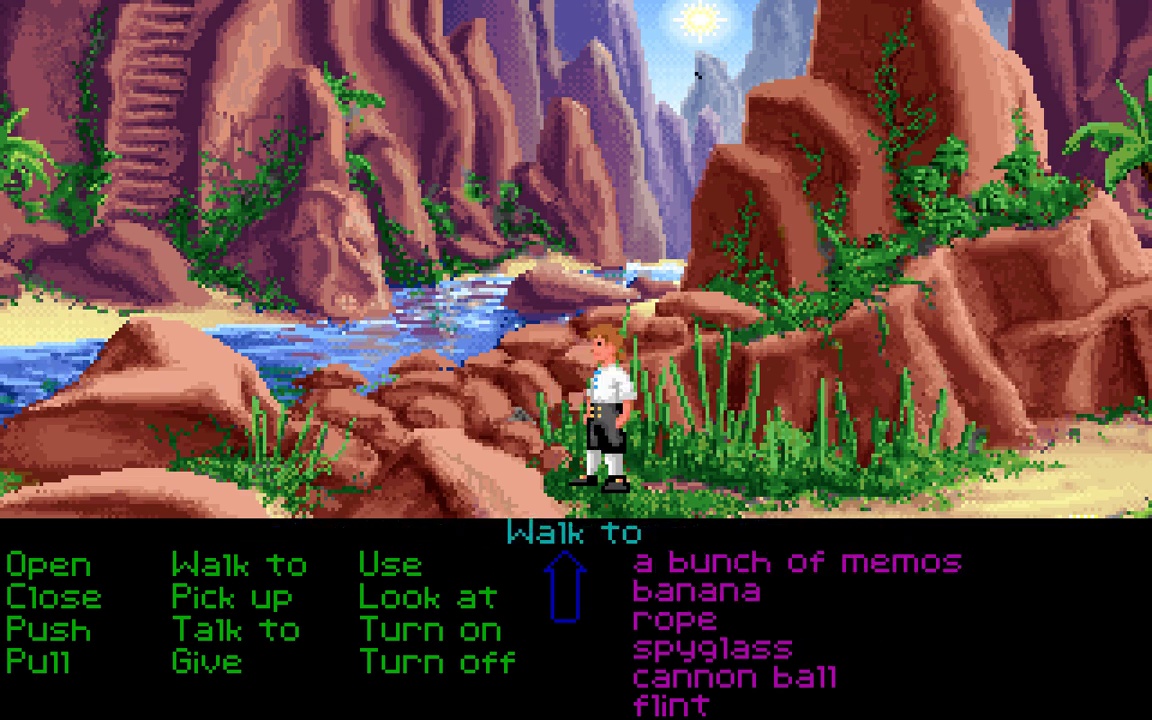 Walk to
Open Walk to Use
Close Pick up Look at
Push Talk to Turn on
Pull Give Turn off
a bunch of memos
banana
rope
spyglass
cannon ball
flint